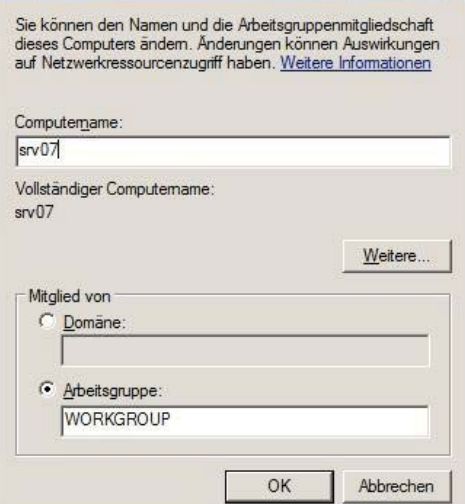 Sie können den Namen und die Arbeitsgruppenmitgliedschaft
dieses Computers ändern. Änderungen können Auswirkungen
auf Netzwerkressourcenzugriff haben. Weitere Informationen
Computername:
srv07
Vollständiger Computername:
srv07
Weitere...
Mitglied von
Domäne:
Arbeitsgruppe:
WORKGROUP
OK Abbrechen